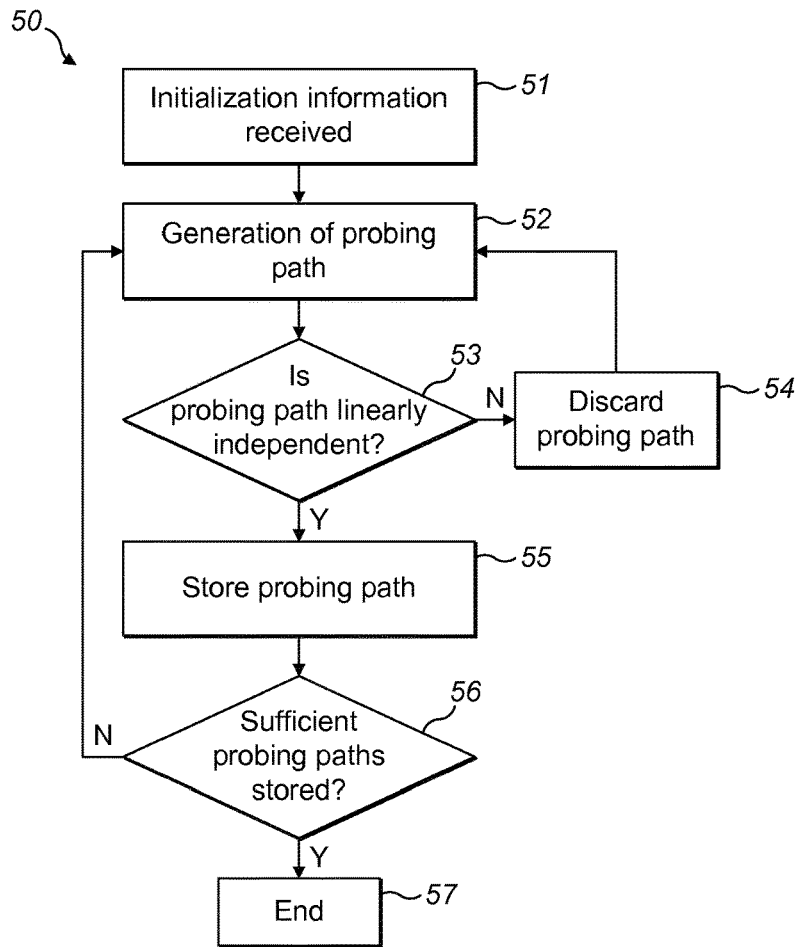 50
Initialization information
received
51
Generation of probing
path
52
Is
probing path linearly
independent?
53
N
Discard
probing path
54
Y
Store probing path
55
Sufficient
probing paths
stored?
56
N
Y
End
57